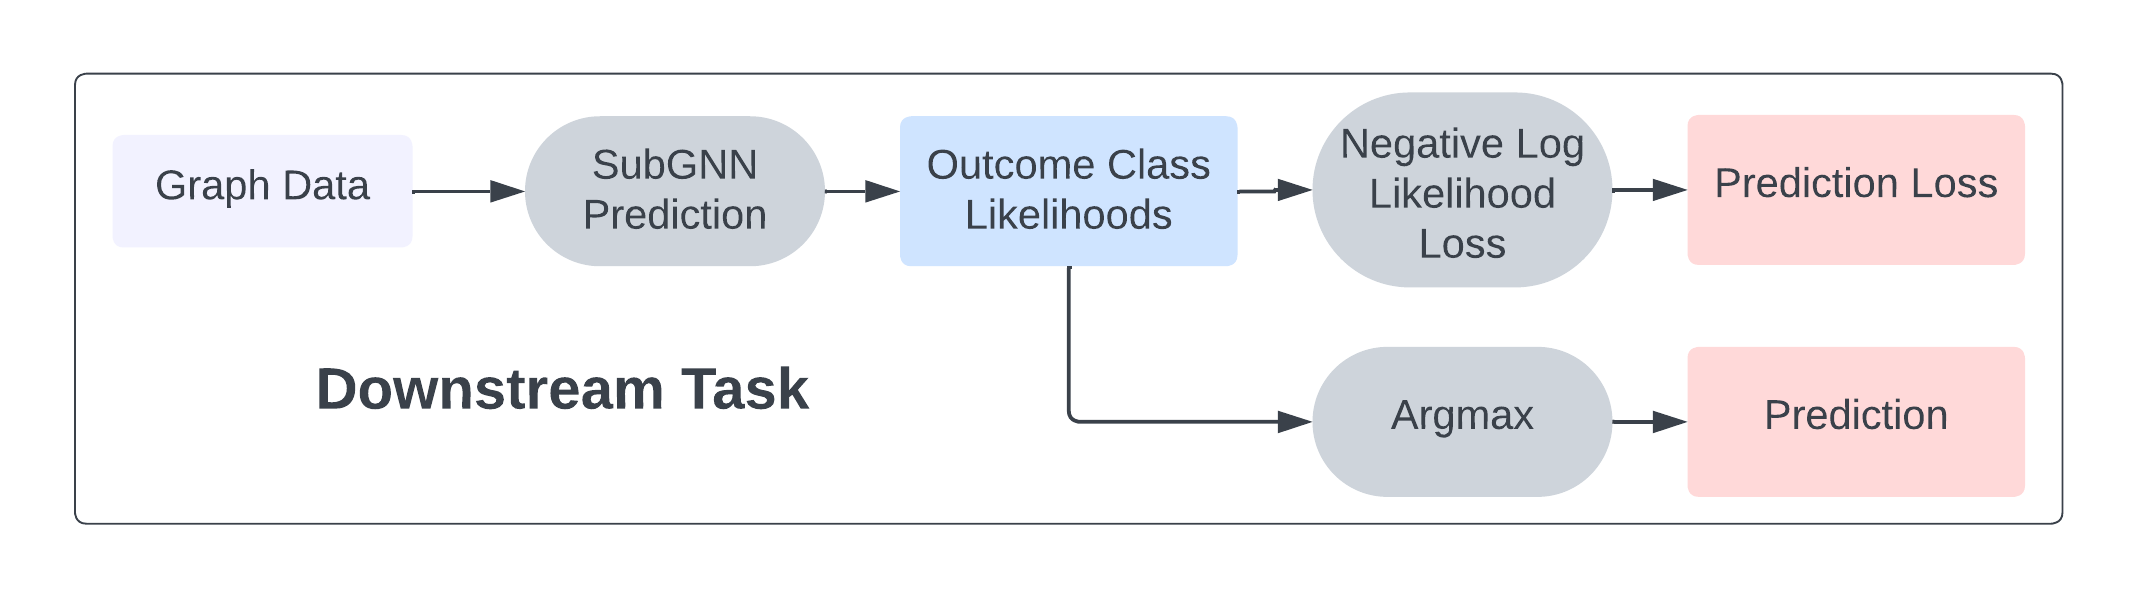 Graph Data
SubGNN
Prediction
Outcome Class
Likelihoods
Negative Log
Likelihood
Loss
Prediction Loss
Downstream Task
Argmax
Prediction